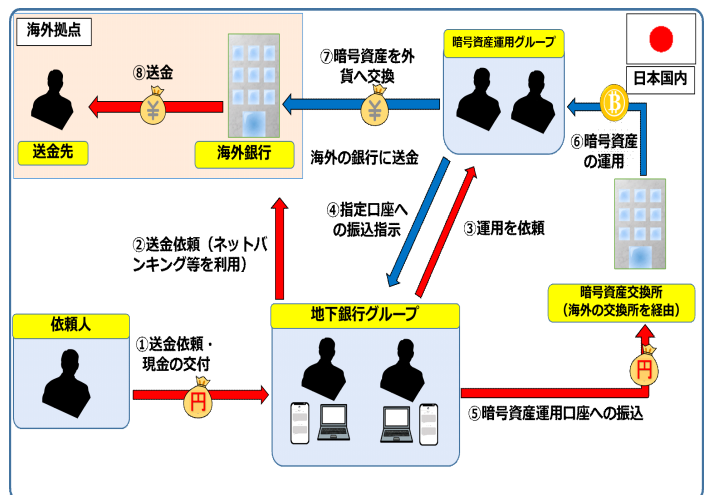 海外拠点
暗号資産運用グループ
日本国内
⑦暗号資産を外
貨へ交換
⑧送金
¥
¥
₿
⑥暗号資産
の運用
送金先
海外銀行
海外の銀行に送金
④指定口座へ
の振込指示
③運用を依頼
②送金依頼（ネットバ
ンキング等を利用）
暗号資産交換所
（海外の交換所を経由）
依頼人
地下銀行グループ
①送金依頼・
現金の交付
円
円
⑤暗号資産運用口座への振込